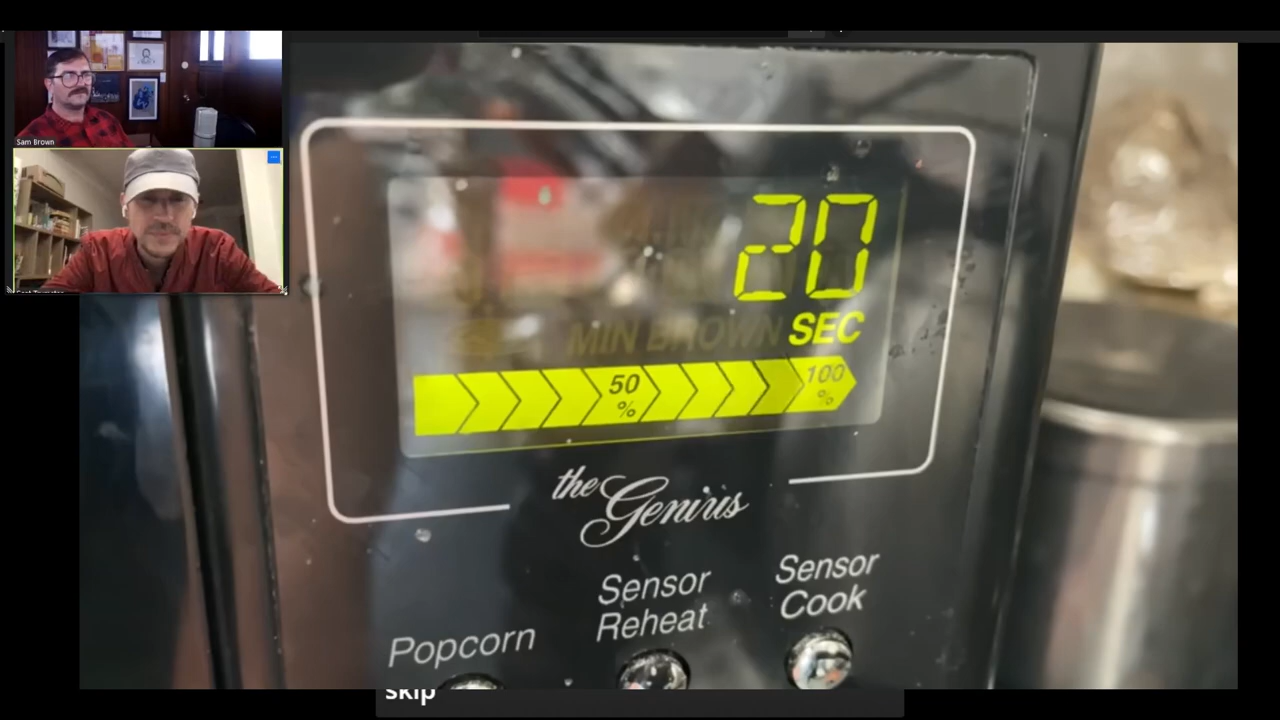 Sam Brown
20
MIN BROWN SEC
50
%
100
%
the Genius
Sensor
Reheat
Sensor
Cook
Popcorn
skip